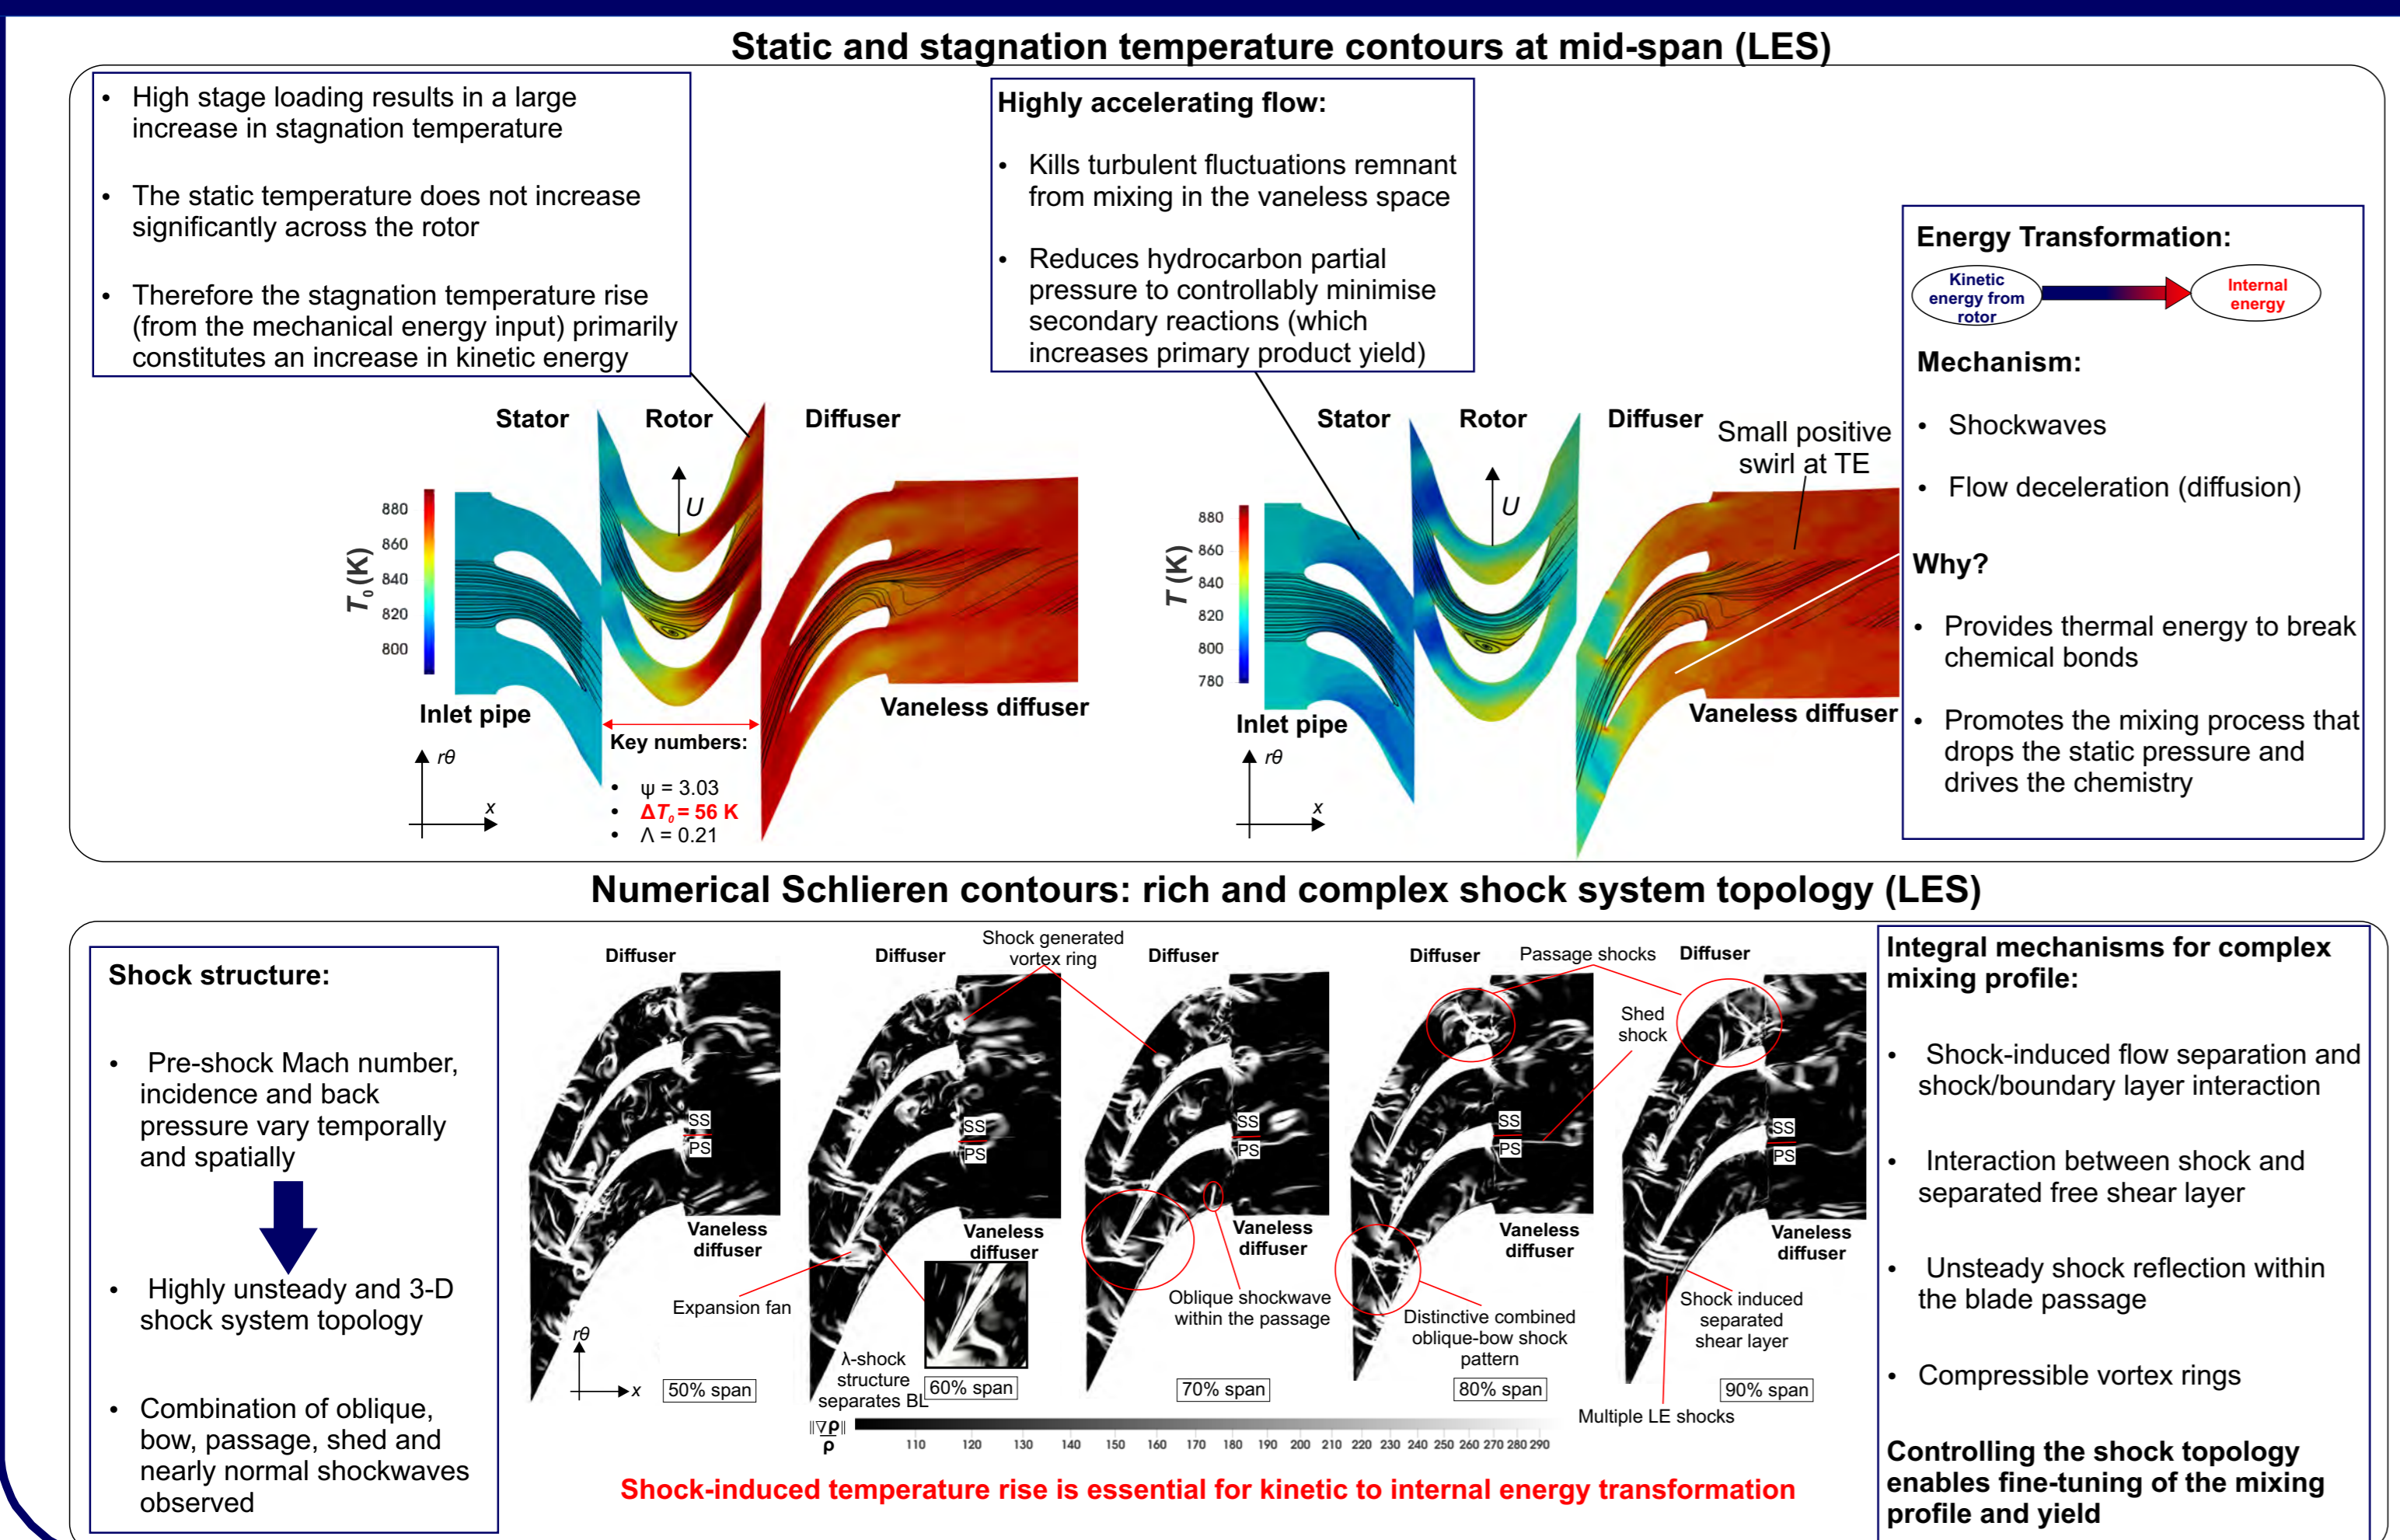 Static and stagnation temperature contours at mid-span (LES)
• High stage loading results in a large
increase in stagnation temperature
• The static temperature does not increase
significantly across the rotor
• Therefore the stagnation temperature rise
(from the mechanical energy input) primarily
constitutes an increase in kinetic energy
Highly accelerating flow:
• Kills turbulent fluctuations remnant
from mixing in the vaneless space
• Reduces hydrocarbon partial
pressure to controllably minimise
secondary reactions (which
increases primary product yield)
Energy Transformation:
Kinetic
energy from
rotor
Internal
energy
Mechanism:
• Shockwaves
• Flow deceleration (diffusion)
Why?
• Provides thermal energy to break
chemical bonds
• Promotes the mixing process that
drops the static pressure and
drives the chemistry
Stator
Rotor
Diffuser
U
T₀ (K)
880
860
840
820
800
Inlet pipe
Vaneless diffuser
rθ
x
Key numbers:
• ψ = 3.03
• ΔT₀ = 56 K
• Λ = 0.21
Stator
Rotor
Diffuser
Small positive
swirl at TE
U
T (K)
880
860
840
820
800
780
Inlet pipe
Vaneless diffuser
rθ
x
Numerical Schlieren contours: rich and complex shock system topology (LES)
Shock structure:
• Pre-shock Mach number,
incidence and back
pressure vary temporally
and spatially
• Highly unsteady and 3-D
shock system topology
• Combination of oblique,
bow, passage, shed and
nearly normal shockwaves
observed
Diffuser
SS
PS
Vaneless
diffuser
rθ
x
50% span
Diffuser
Shock generated
vortex ring
SS
PS
Vaneless
diffuser
Expansion fan
λ-shock
structure
separates BL
60% span
Diffuser
SS
PS
Vaneless
diffuser
Oblique shockwave
within the passage
70% span
Diffuser
Passage shocks
Shed
shock
SS
PS
Vaneless
diffuser
Distinctive combined
oblique-bow shock
pattern
80% span
Diffuser
SS
PS
Vaneless
diffuser
Shock induced
separated
shear layer
Multiple LE shocks
90% span
‖∇ρ‖
ρ
110 120 130 140 150 160 170 180 190 200 210 220 230 240 250 260 270 280 290
Shock-induced temperature rise is essential for kinetic to internal energy transformation
Integral mechanisms for complex
mixing profile:
• Shock-induced flow separation and
shock/boundary layer interaction
• Interaction between shock and
separated free shear layer
• Unsteady shock reflection within
the blade passage
• Compressible vortex rings
Controlling the shock topology
enables fine-tuning of the mixing
profile and yield